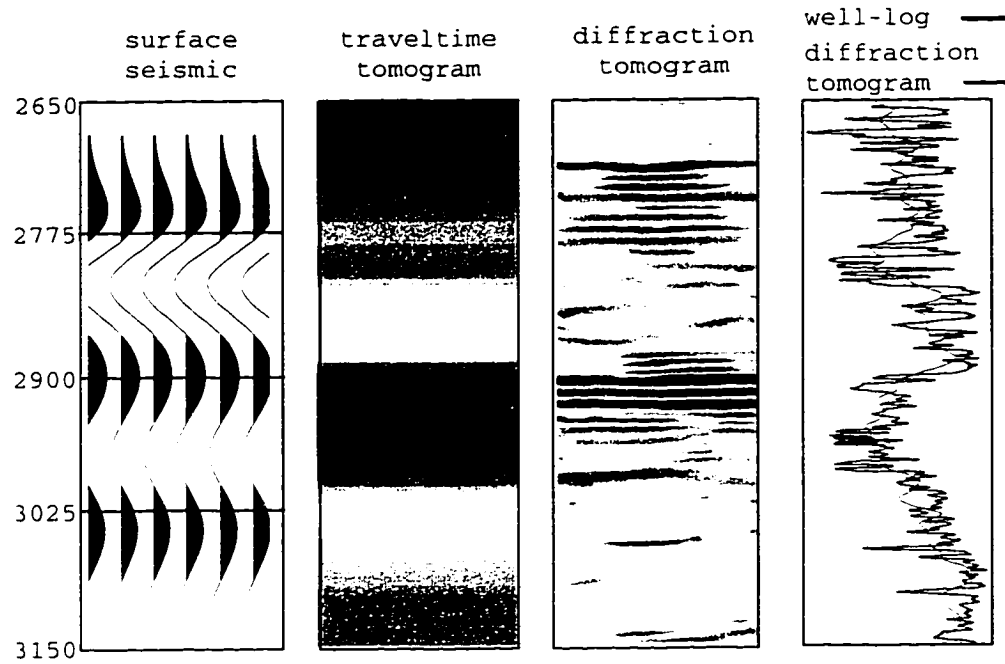 surface
seismic
traveltime
tomogram
diffraction
tomogram
well-log
diffraction
tomogram
2650
2775
2900
3025
3150